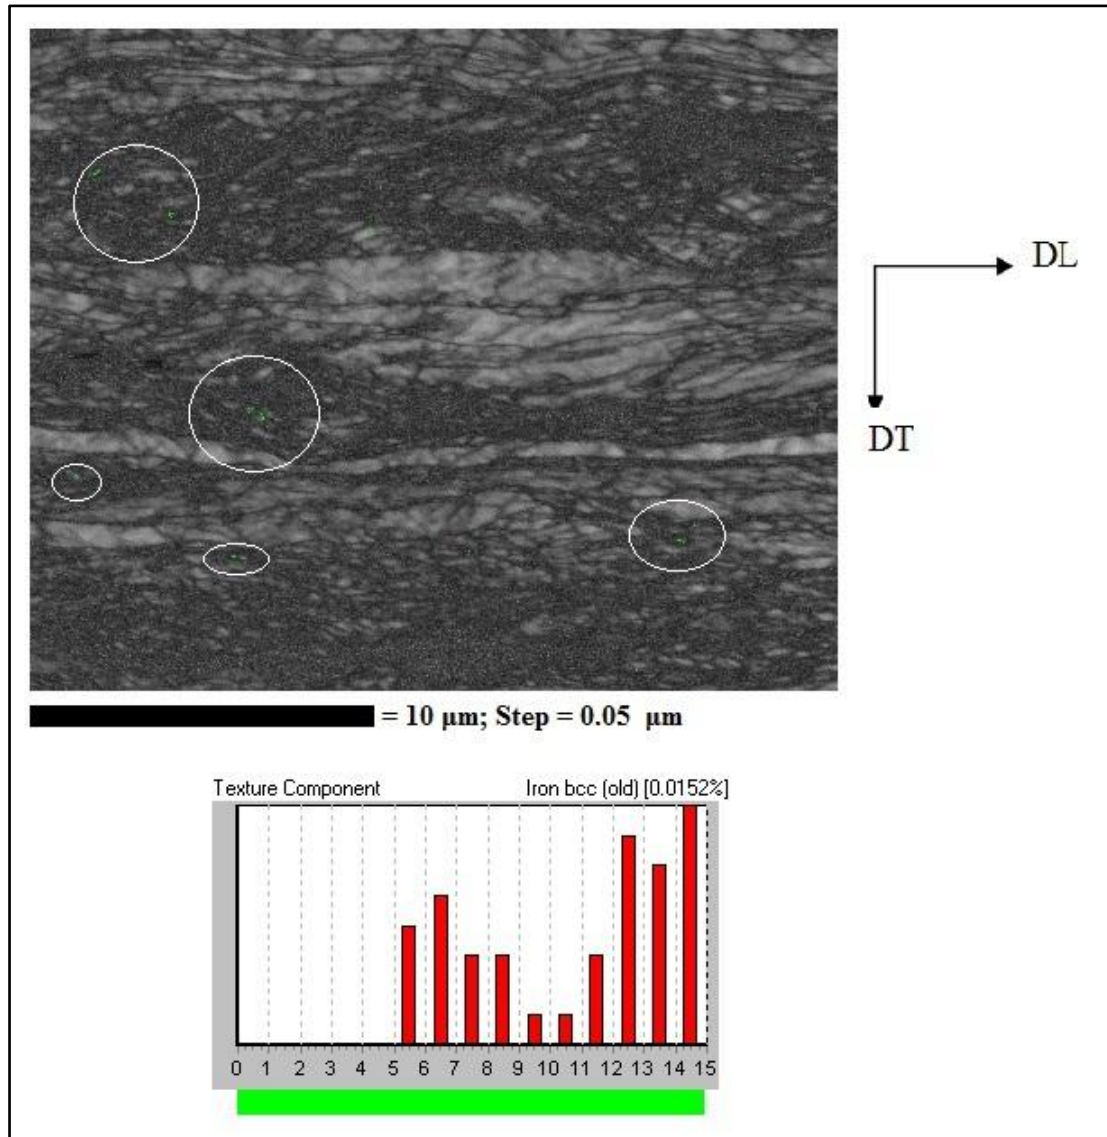 DL
DT
= 10 μm; Step = 0.05 μm
Texture Component Iron bcc (old) [0.0152%]
0 1 2 3 4 5 6 7 8 9 10 11 12 13 14 15